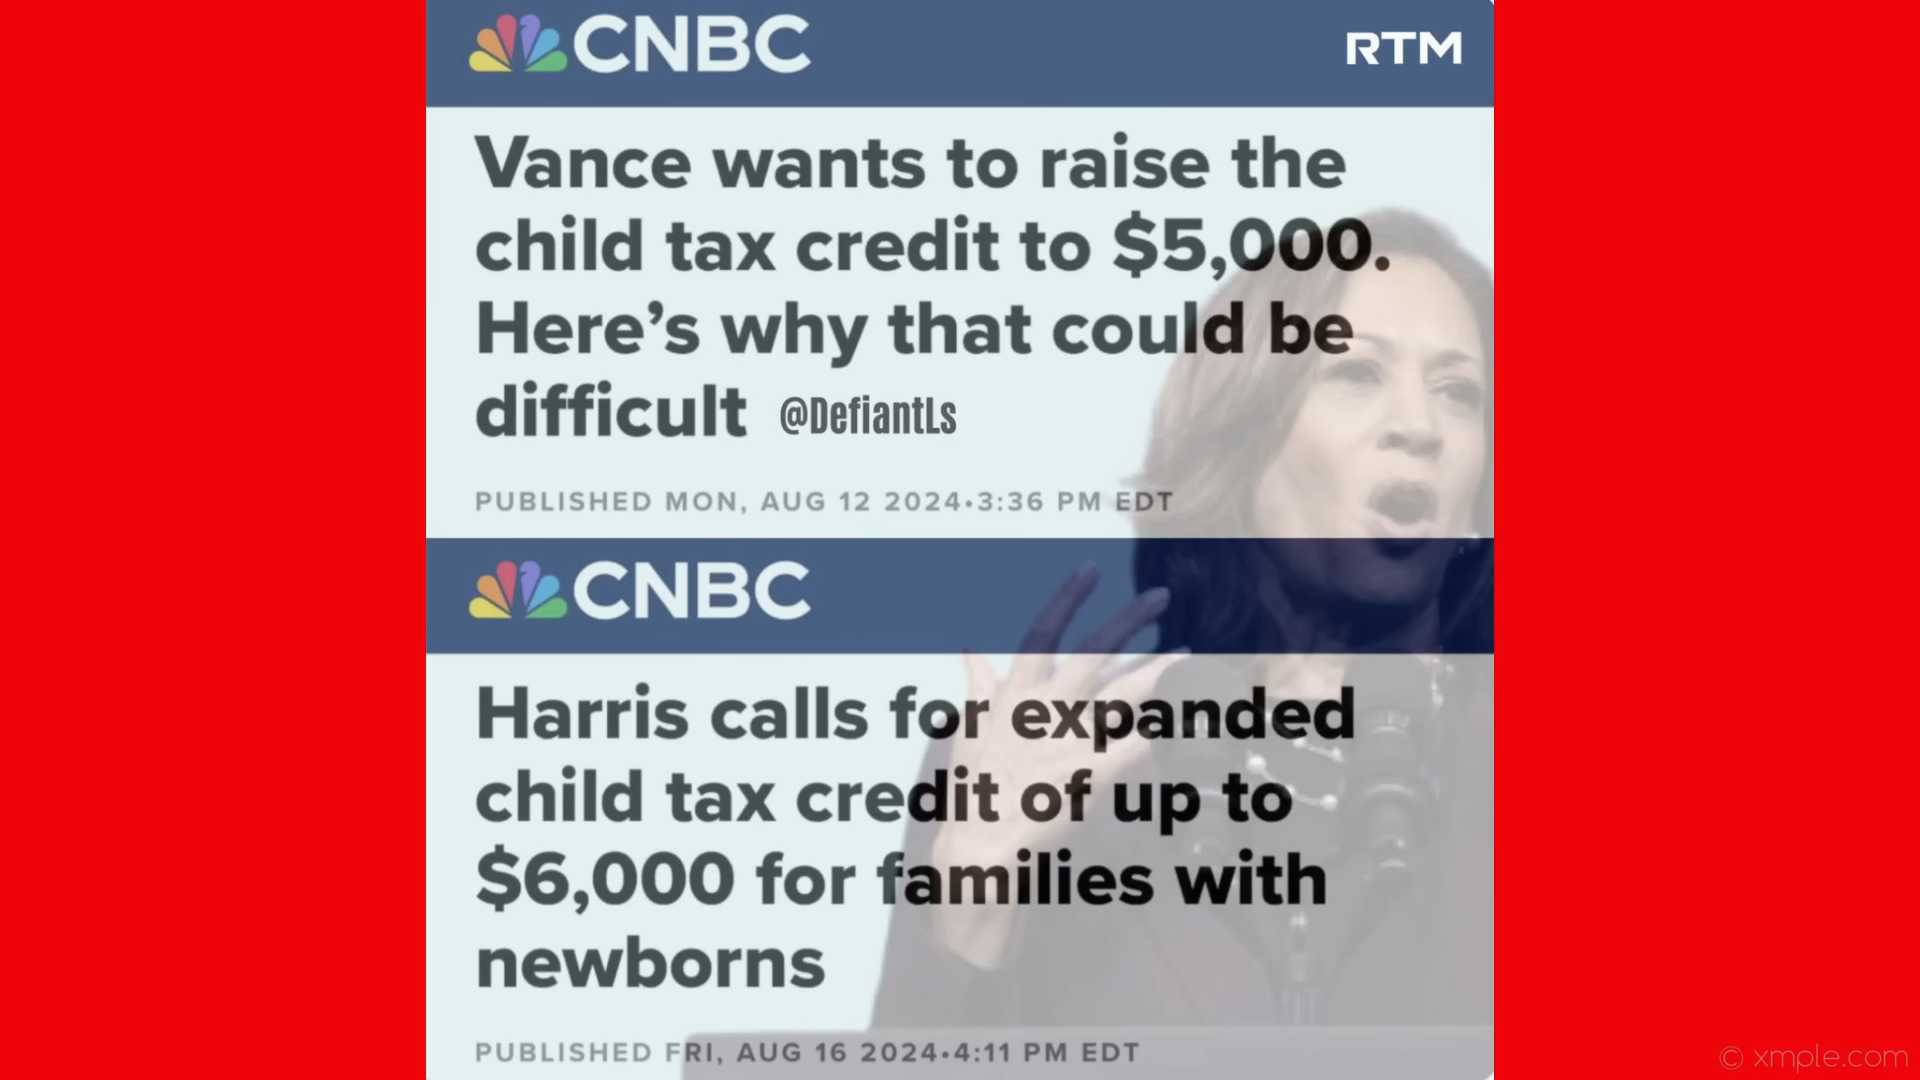 CNBC
RTM
Vance wants to raise the
child tax credit to $5,000.
Here’s why that could be
difficult @DefiantLs
PUBLISHED MON, AUG 12 2024•3:36 PM EDT
CNBC
Harris calls for expanded
child tax credit of up to
$6,000 for families with
newborns
PUBLISHED FRI, AUG 16 2024•4:11 PM EDT
© xmple.com